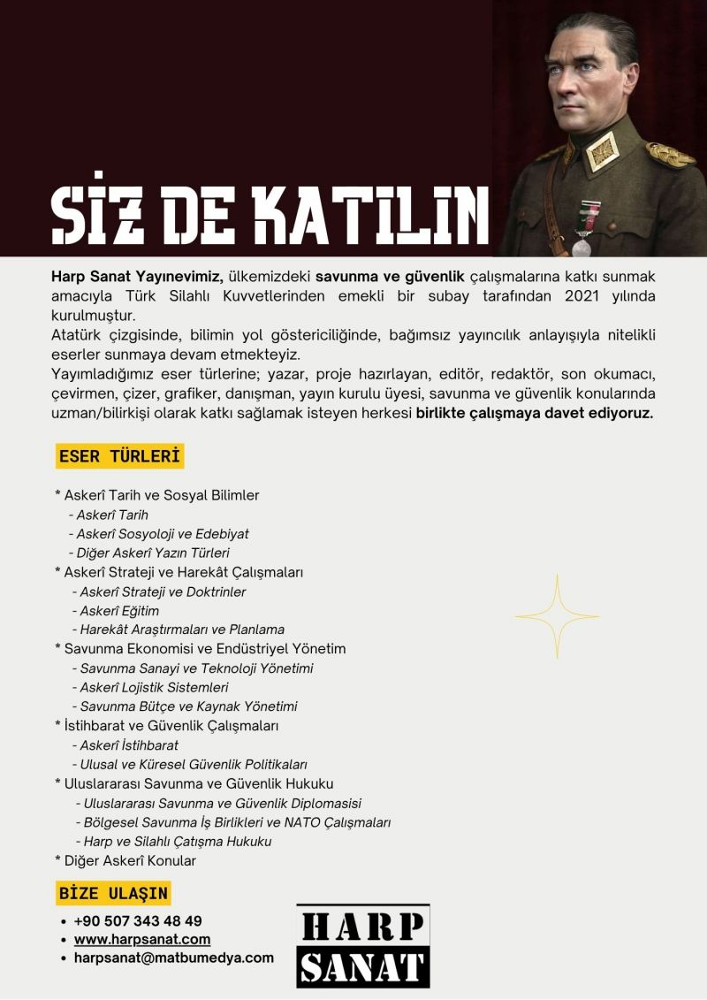 SİZ DE KATILIN
Harp Sanat Yayınevimiz, ülkemizdeki savunma ve güvenlik çalışmalarına katkı sunmak
amacıyla Türk Silahlı Kuvvetlerinden emekli bir subay tarafından 2021 yılında
kurulmuştur.
Atatürk çizgisinde, bilimin yol göstericiliğinde, bağımsız yayıncılık anlayışıyla nitelikli
eserler sunmaya devam etmekteyiz.
Yayımladığımız eser türlerine; yazar, proje hazırlayan, editör, redaktör, son okumacı,
çevirmen, çizer, grafiker, danışman, yayın kurulu üyesi, savunma ve güvenlik konularında
uzman/bilirkişi olarak katkı sağlamak isteyen herkesi birlikte çalışmaya davet ediyoruz.
ESER TÜRLERİ
* Askerî Tarih ve Sosyal Bilimler
- Askerî Tarih
- Askerî Sosyoloji ve Edebiyat
- Diğer Askerî Yazın Türleri
* Askerî Strateji ve Harekât Çalışmaları
- Askerî Strateji ve Doktrinler
- Askerî Eğitim
- Harekât Araştırmaları ve Planlama
* Savunma Ekonomisi ve Endüstriyel Yönetim
- Savunma Sanayi ve Teknoloji Yönetimi
- Askerî Lojistik Sistemleri
- Savunma Bütçe ve Kaynak Yönetimi
* İstihbarat ve Güvenlik Çalışmaları
- Askerî İstihbarat
- Ulusal ve Küresel Güvenlik Politikaları
* Uluslararası Savunma ve Güvenlik Hukuku
- Uluslararası Savunma ve Güvenlik Diplomasisi
- Bölgesel Savunma İş Birlikleri ve NATO Çalışmaları
- Harp ve Silahlı Çatışma Hukuku
* Diğer Askerî Konular
BİZE ULAŞIN
• +90 507 343 48 49
• www.harpsanat.com
• harpsanat@matbumedya.com
HARP
SANAT